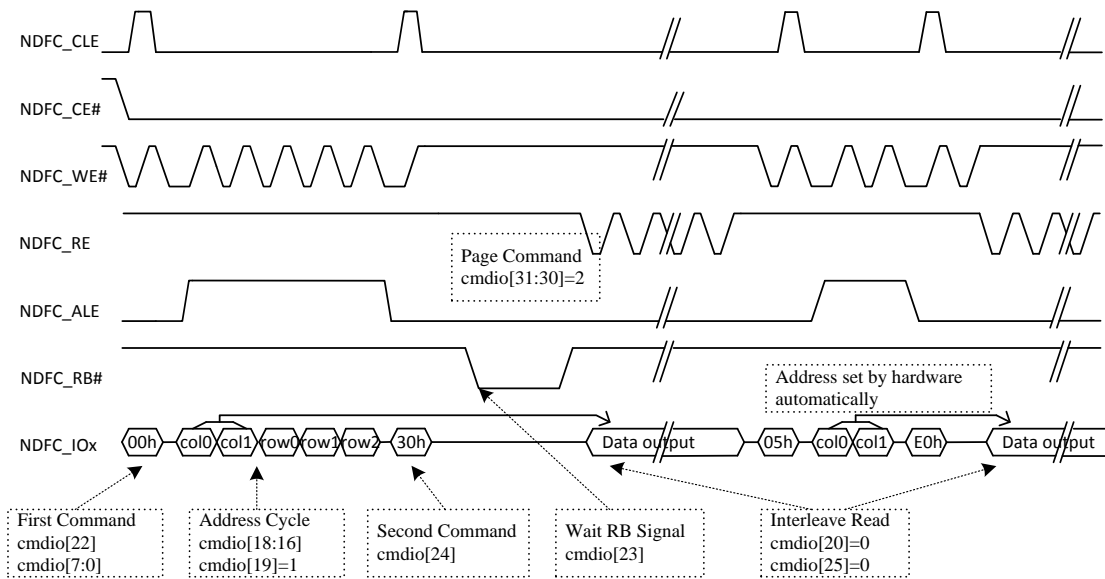 NDFC_CLE
NDFC_CE#
NDFC_WE#
NDFC_RE
Page Command
cmdio[31:30]=2
NDFC_ALE
NDFC_RB#
Address set by hardware
automatically
NDFC_IOx
00h col0 col1 row0 row1 row2 30h Data output 05h col0 col1 E0h Data output
First Command
cmdio[22]
cmdio[7:0]
Address Cycle
cmdio[18:16]
cmdio[19]=1
Second Command
cmdio[24]
Wait RB Signal
cmdio[23]
Interleave Read
cmdio[20]=0
cmdio[25]=0